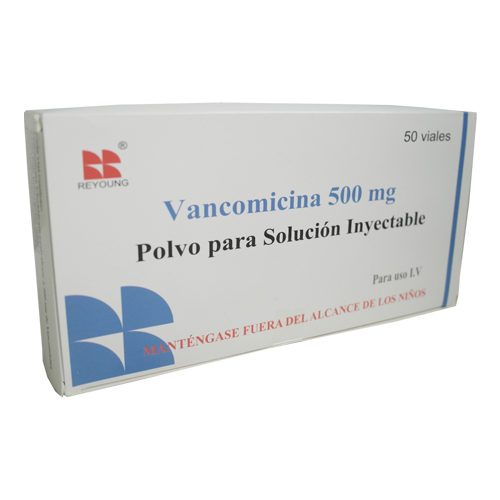 50 viales
®
REYOUNG
Vancomicina 500 mg
Polvo para Solución Inyectable
Para uso I.V
MANTÉNGASE FUERA DEL ALCANCE DE LOS NIÑOS